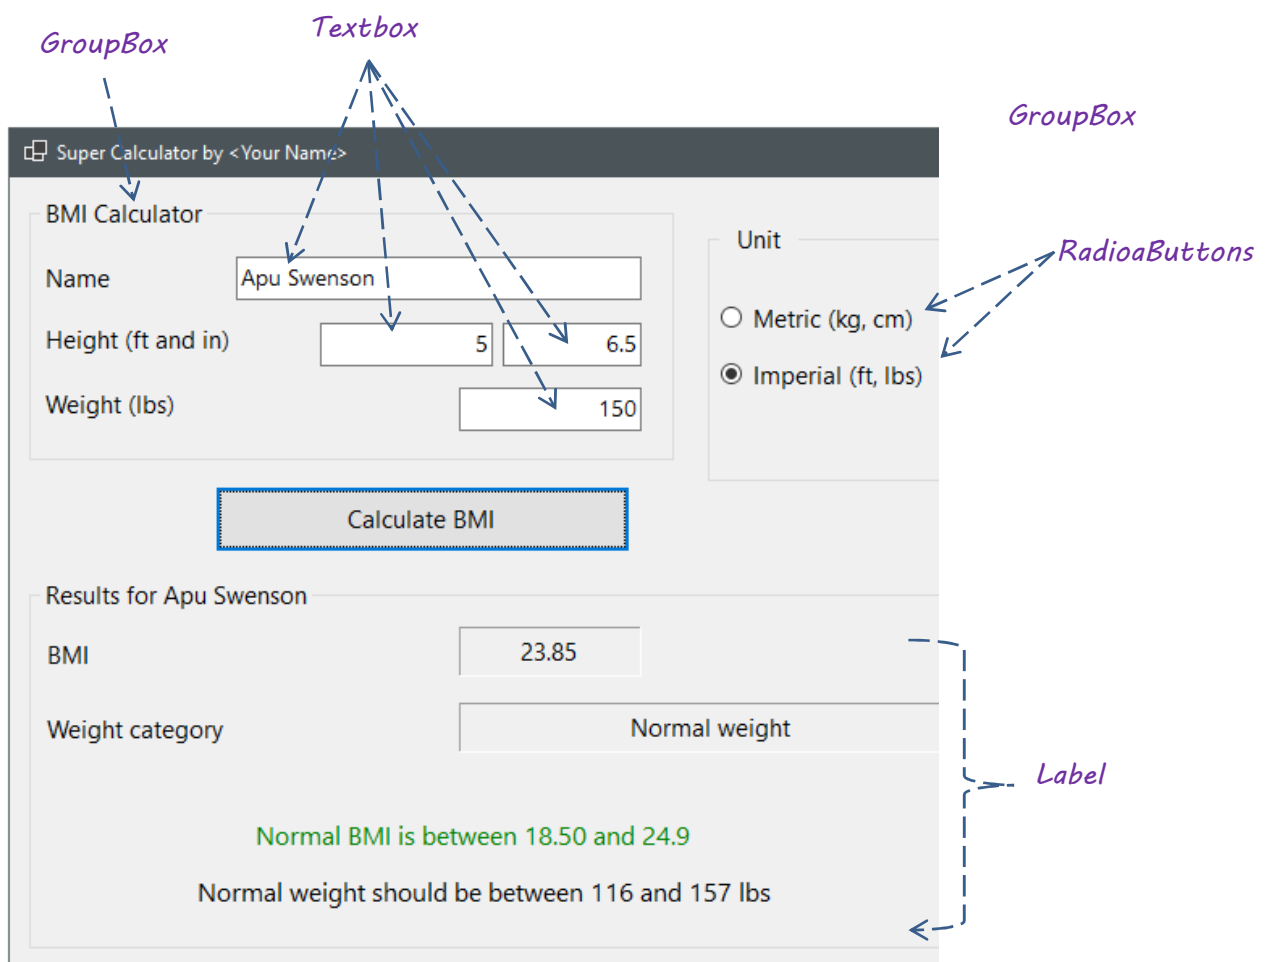 GroupBox
Textbox
GroupBox
Super Calculator by <Your Name>
BMI Calculator
Unit
RadioaButtons
Name
Apu Swenson
Metric (kg, cm)
Height (ft and in)
5
6.5
Imperial (ft, lbs)
Weight (lbs)
150
Calculate BMI
Results for Apu Swenson
BMI
23.85
Weight category
Normal weight
Label
Normal BMI is between 18.50 and 24.9
Normal weight should be between 116 and 157 lbs